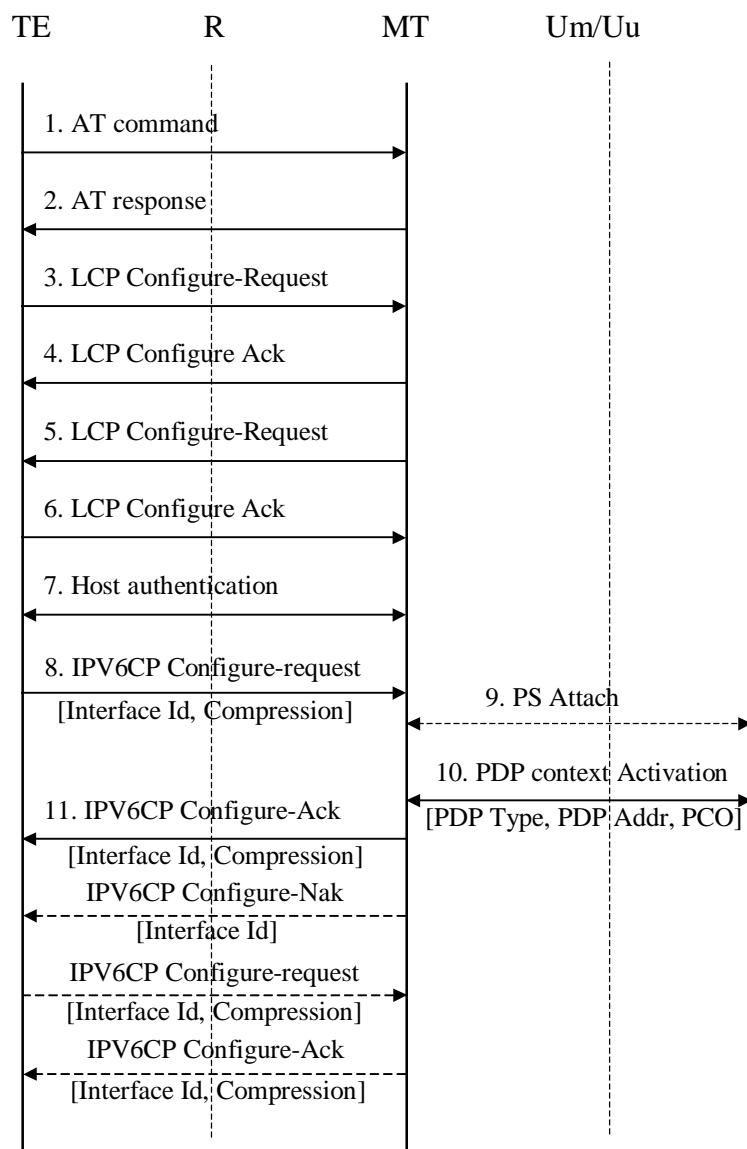 TE R MT Um/Uu
1. AT command
2. AT response
3. LCP Configure-Request
4. LCP Configure Ack
5. LCP Configure-Request
6. LCP Configure Ack
7. Host authentication
8. IPV6CP Configure-request
[Interface Id, Compression]
9. PS Attach
10. PDP context Activation
[PDP Type, PDP Addr, PCO]
11. IPV6CP Configure-Ack
[Interface Id, Compression]
IPV6CP Configure-Nak
[Interface Id]
IPV6CP Configure-request
[Interface Id, Compression]
IPV6CP Configure-Ack
[Interface Id, Compression]